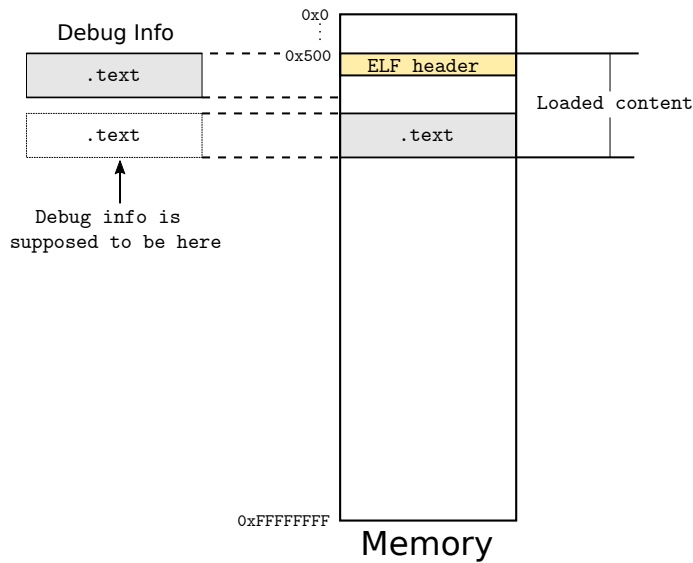 0x0
Debug Info
0x500
ELF header
.text
Loaded content
.text
.text
Debug info is
supposed to be here
0xFFFFFFFF
Memory